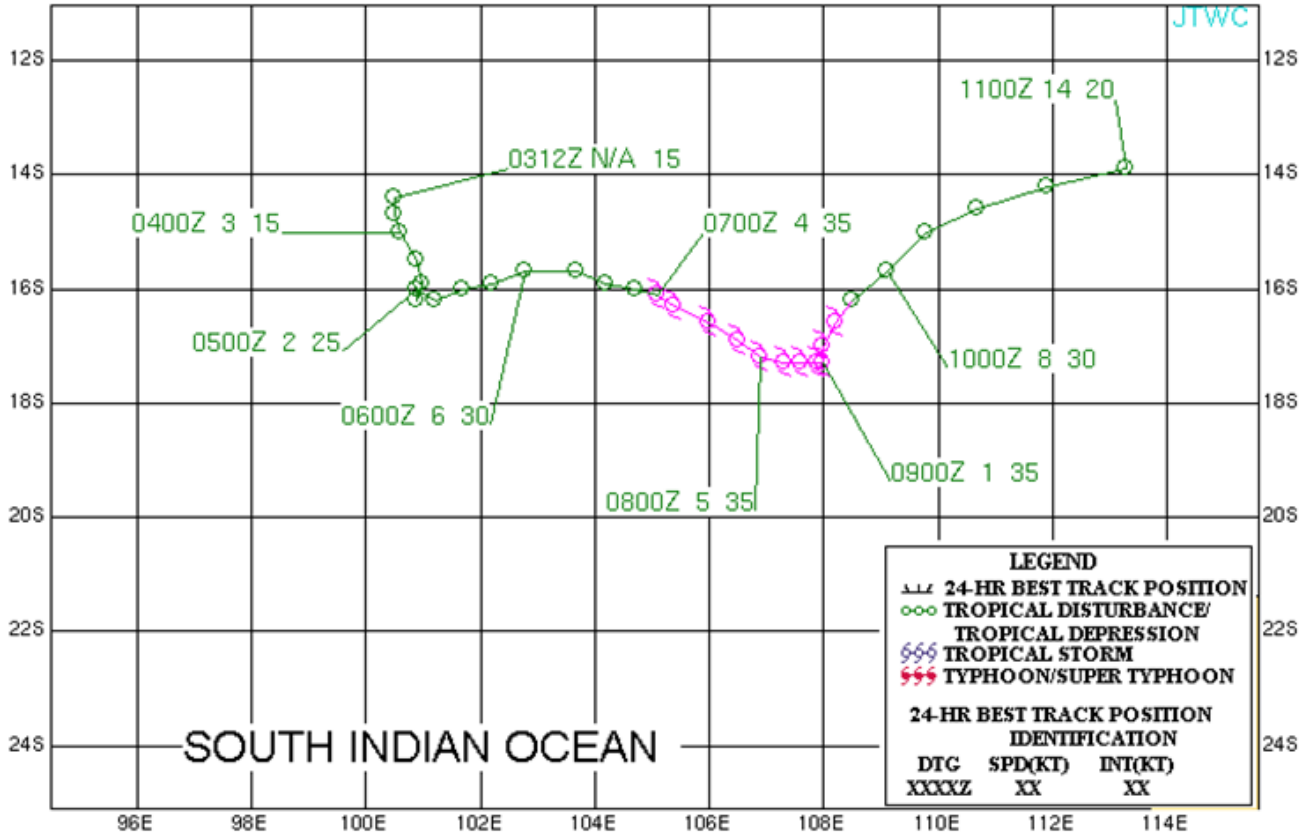 JTWC
12S
12S
1100Z 14 20
0312Z N/A 15
14S
14S
0400Z 3 15
0700Z 4 35
16S
16S
0500Z 2 25
1000Z 8 30
0600Z 6 30
18S
18S
0900Z 1 35
0800Z 5 35
20S
20S
LEGEND
24-HR BEST TRACK POSITION
TROPICAL DISTURBANCE/
TROPICAL DEPRESSION
TROPICAL STORM
TYPHOON/SUPER TYPHOON
22S
22S
24-HR BEST TRACK POSITION
IDENTIFICATION
DTG SPD(KT) INT(KT)
XXXXZ XX XX
24S
SOUTH INDIAN OCEAN
24S
96E 98E 100E 102E 104E 106E 108E 110E 112E 114E